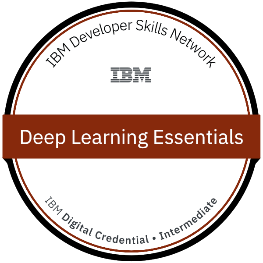 IBM Developer Skills Network
IBM
Deep Learning Essentials
IBM Digital Credential • Intermediate